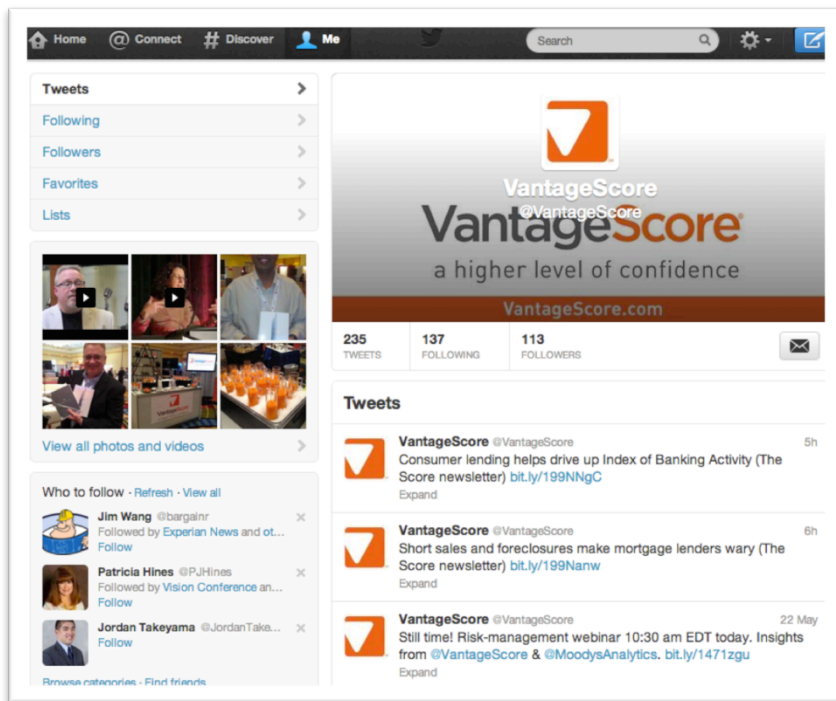 Home Connect Discover Me Search
Tweets
Following
Followers
Favorites
Lists
View all photos and videos
Who to follow · Refresh · View all
Jim Wang @bargainr
Followed by Experian News and ot...
Follow
Patricia Hines @PJHines
Followed by Vision Conference an...
Follow
Jordan Takeyama @JordanTake...
Follow
Browse categories · Find friends
VantageScore
@VantageScore
VantageScore®
a higher level of confidence
VantageScore.com
235 137 113
TWEETS FOLLOWING FOLLOWERS
Tweets
VantageScore @VantageScore 5h
Consumer lending helps drive up Index of Banking Activity (The
Score newsletter) bit.ly/199NNgC
Expand
VantageScore @VantageScore 6h
Short sales and foreclosures make mortgage lenders wary (The
Score newsletter) bit.ly/199Nanw
Expand
VantageScore @VantageScore 22 May
Still time! Risk-management webinar 10:30 am EDT today. Insights
from @VantageScore & @MoodysAnalytics. bit.ly/1471zgu
Expand